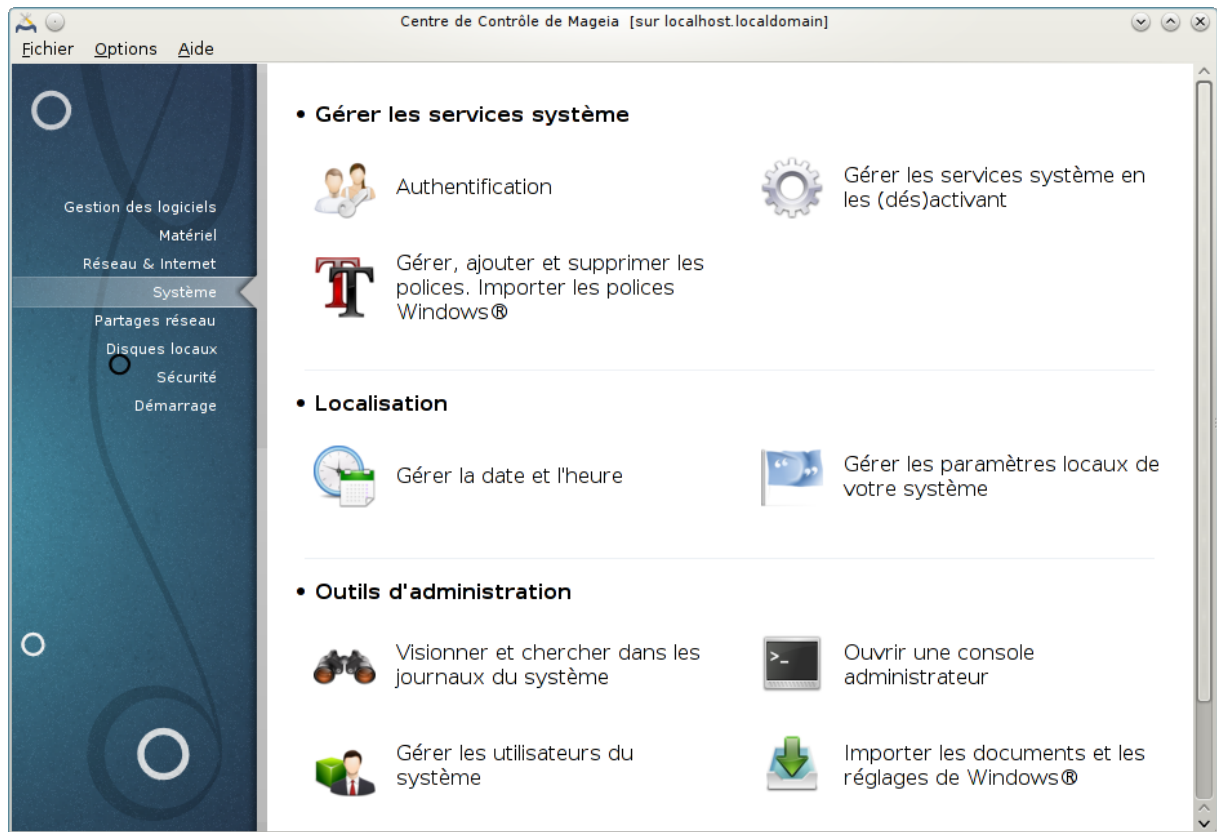 Centre de Contrôle de Mageia [sur localhost.localdomain]
Fichier Options Aide
Gestion des logiciels
Matériel
Réseau & Internet
Système
Partages réseau
Disques locaux
Sécurité
Démarrage
• Gérer les services système
Authentification
Gérer les services système en
les (dés)activant
Gérer, ajouter et supprimer les
polices. Importer les polices
Windows®
• Localisation
Gérer la date et l'heure
Gérer les paramètres locaux de
votre système
• Outils d'administration
Visionner et chercher dans les
journaux du système
Ouvrir une console
administrateur
Gérer les utilisateurs du
système
Importer les documents et les
réglages de Windows®